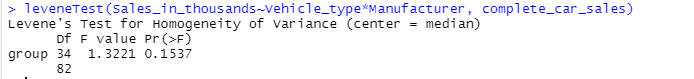 > leveneTest(Sales_in_thousands~Vehicle_type*Manufacturer, complete_car_sales)
Levene's Test for Homogeneity of Variance (center = median)
Df F value Pr(>F)
group 34 1.3221 0.1537
82